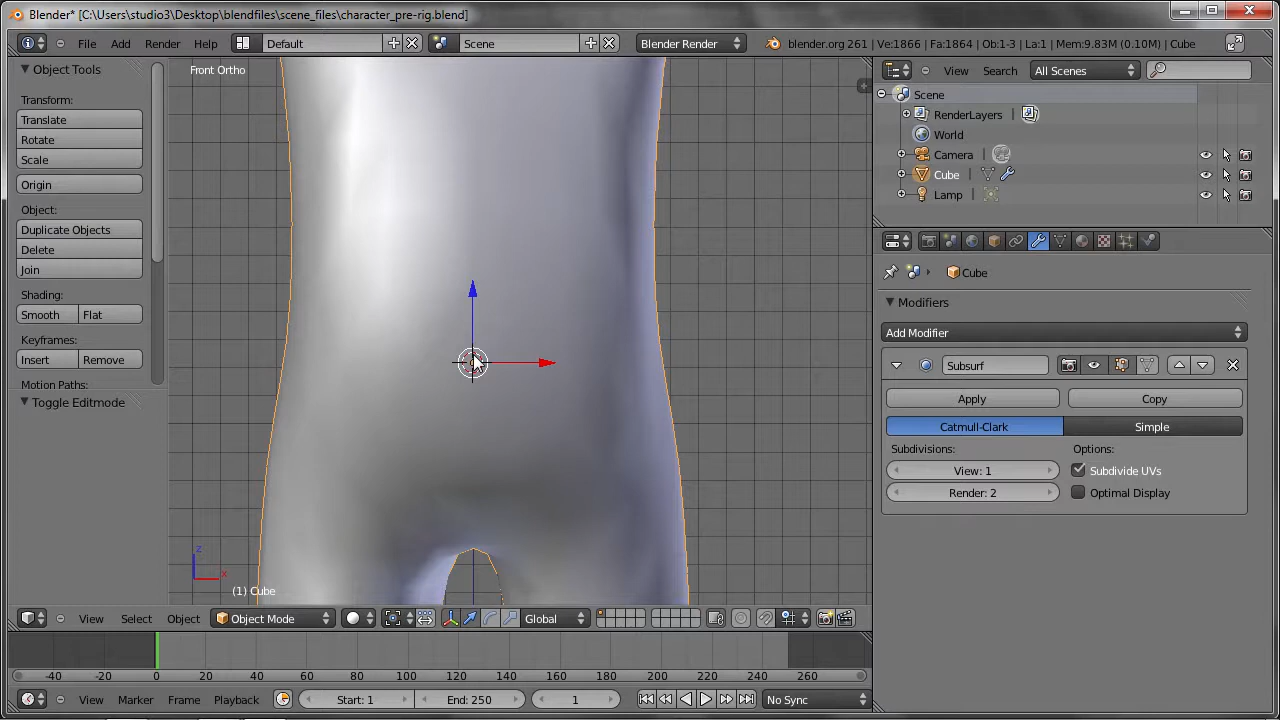 Blender* [C:\Users\studio3\Desktop\blendfiles\scene_files\character_pre-rig.blend]
File Add Render Help Default Scene Blender Render blender.org 261 | Ve:1866 | Fa:1864 | Ob:1-3 | La:1 | Mem:9.83M (0.10M) | Cube
Object Tools
Transform:
Translate
Rotate
Scale
Origin
Object:
Duplicate Objects
Delete
Join
Shading:
Smooth Flat
Keyframes:
Insert Remove
Motion Paths:
Toggle Editmode
Front Ortho
z
x
(1) Cube
View Select Object Object Mode Global
View Search All Scenes
Scene
RenderLayers
World
Camera
Cube
Lamp
Cube
Modifiers
Add Modifier
Subsurf
Apply Copy
Catmull-Clark Simple
Subdivisions: Options:
View: 1 Subdivide UVs
Render: 2 Optimal Display
-40 -20 0 20 40 60 80 100 120 140 160 180 200 220 240 260
View Marker Frame Playback Start: 1 End: 250 1 No Sync